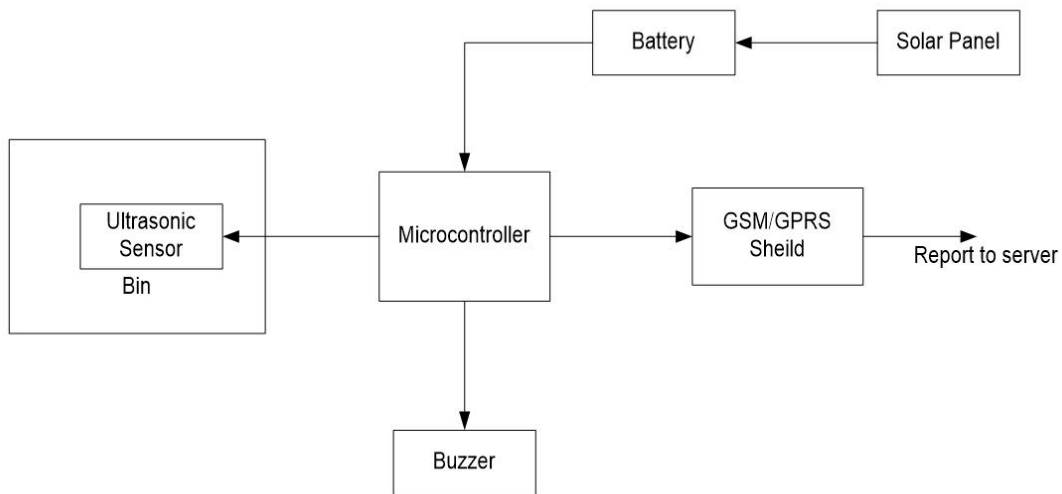 Battery
Solar Panel
Ultrasonic
Sensor
Bin
Microcontroller
GSM/GPRS
Sheild
Report to server
Buzzer